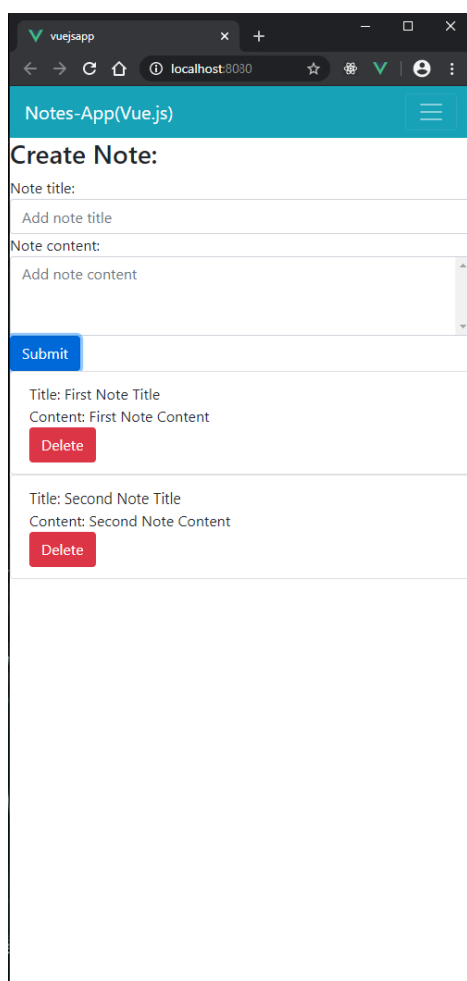 vuejsapp
localhost:8080
Notes-App(Vue.js)
Create Note:
Note title:
Add note title
Note content:
Add note content
Submit
Title: First Note Title
Content: First Note Content
Delete
Title: Second Note Title
Content: Second Note Content
Delete